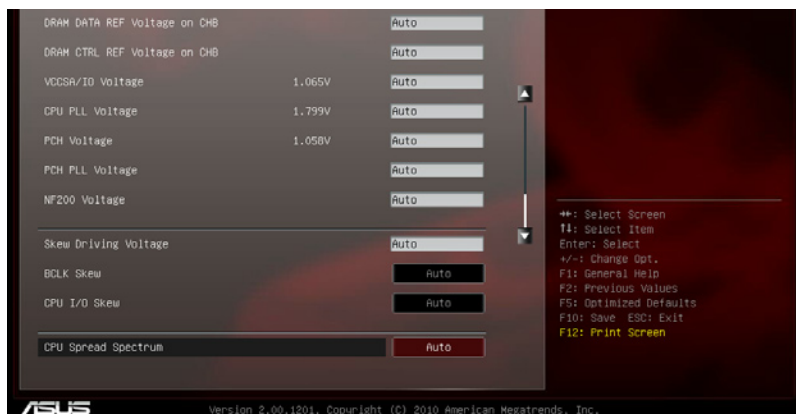 DRAM DATA REF Voltage on CHB Auto
DRAM CTRL REF Voltage on CHB Auto
VCCSA/IO Voltage 1.065V Auto
CPU PLL Voltage 1.799V Auto
PCH Voltage 1.058V Auto
PCH PLL Voltage Auto
NF200 Voltage Auto
Skew Driving Voltage Auto
BCLK Skew Auto
CPU I/O Skew Auto
CPU Spread Spectrum Auto
→←: Select Screen
↑↓: Select Item
Enter: Select
+/-: Change Opt.
F1: General Help
F2: Previous Values
F5: Optimized Defaults
F10: Save ESC: Exit
F12: Print Screen
ASUS
Version 2.00.1201. Copyright (C) 2010 American Megatrends, Inc.